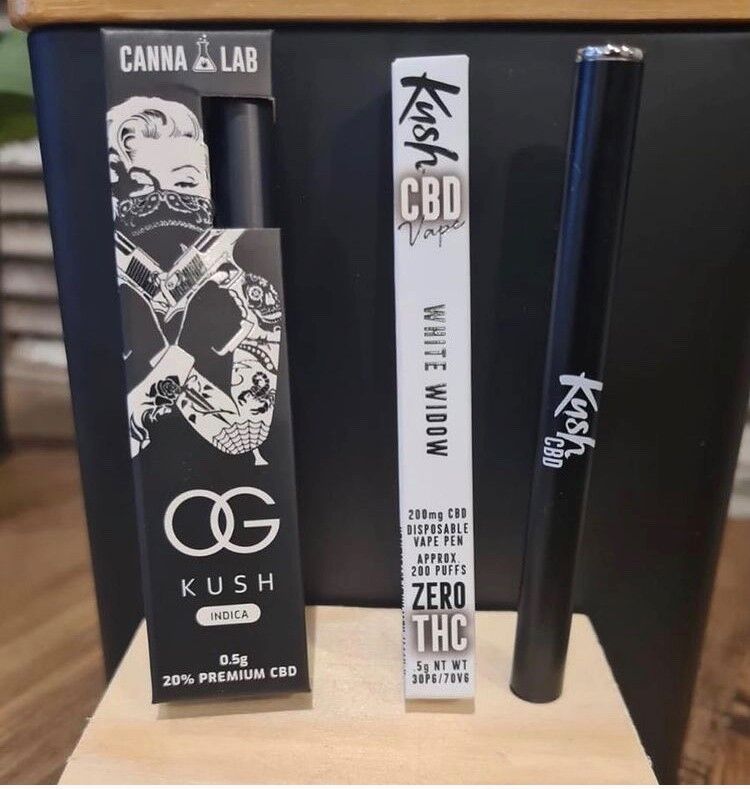 CANNA LAB
OG
KUSH
INDICA
0.5g
20% PREMIUM CBD
Kush
CBD
Vape
WHITE WIDOW
200mg CBD
DISPOSABLE
VAPE PEN
APPROX.
200 PUFFS
ZERO
THC
.5g NT WT
30PG/70VG
Kush
CBD